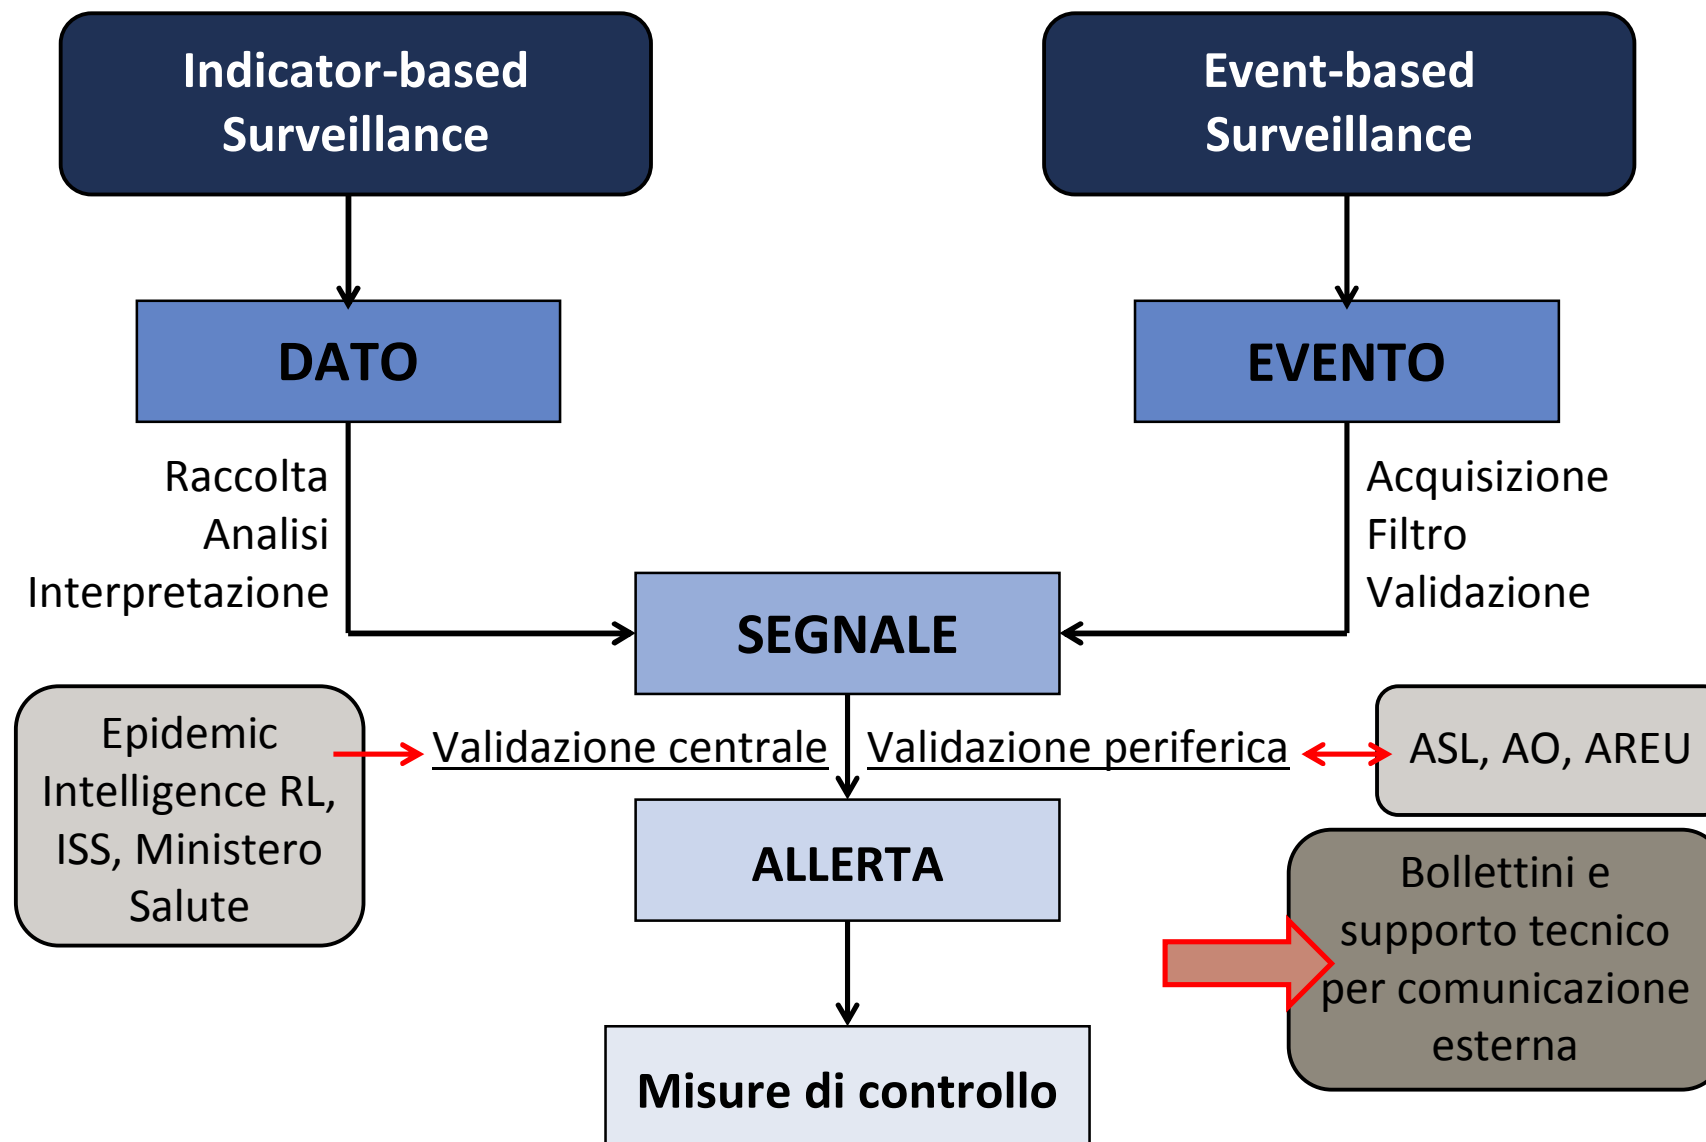 Indicator-based
Surveillance
Event-based
Surveillance
DATO
EVENTO
Raccolta
Analisi
Interpretazione
Acquisizione
Filtro
Validazione
SEGNALE
Epidemic
Intelligence RL,
ISS, Ministero
Salute
Validazione centrale
Validazione periferica
ASL, AO, AREU
ALLERTA
Bollettini e
supporto tecnico
per comunicazione
esterna
Misure di controllo